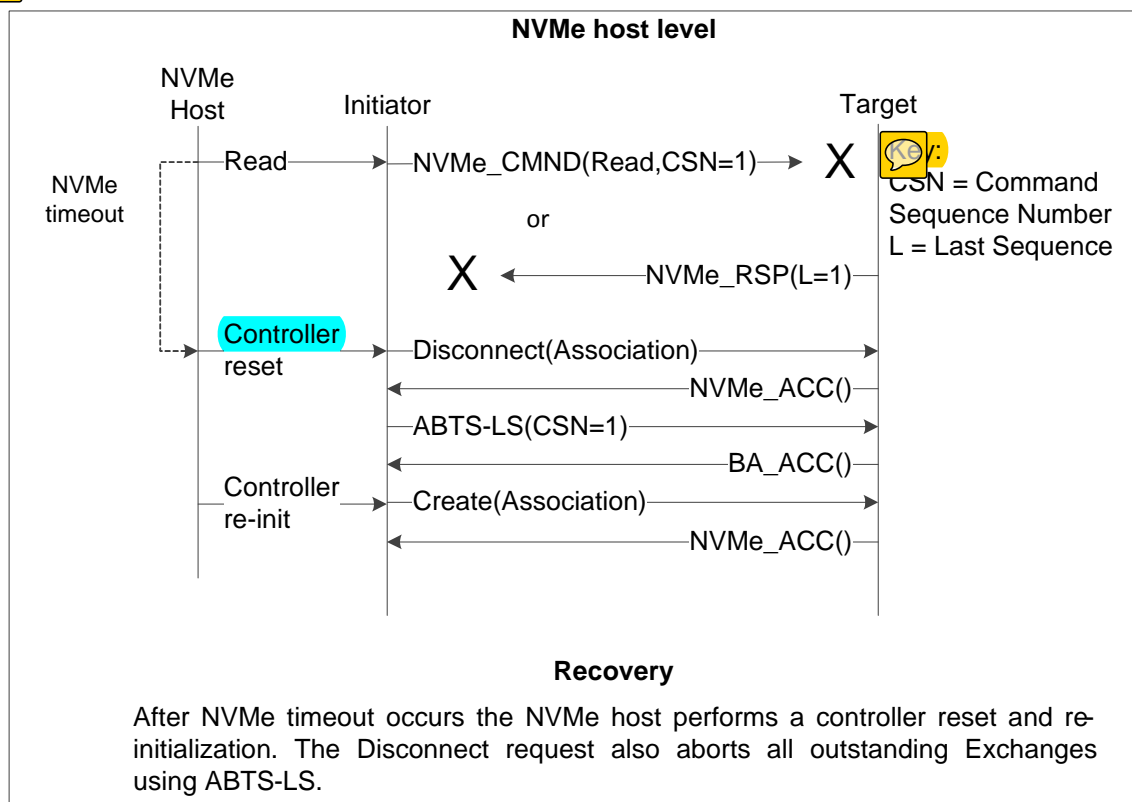 NVMe host level
NVMe
Host
Initiator
Target
Read
NVMe_CMND(Read,CSN=1)
X
Key:
CSN = Command
Sequence Number
L = Last Sequence
NVMe
timeout
or
X
NVMe_RSP(L=1)
Controller
reset
Disconnect(Association)
NVMe_ACC()
ABTS-LS(CSN=1)
BA_ACC()
Controller
re-init
Create(Association)
NVMe_ACC()
Recovery
After NVMe timeout occurs the NVMe host performs a controller reset and re-
initialization. The Disconnect request also aborts all outstanding Exchanges
using ABTS-LS.